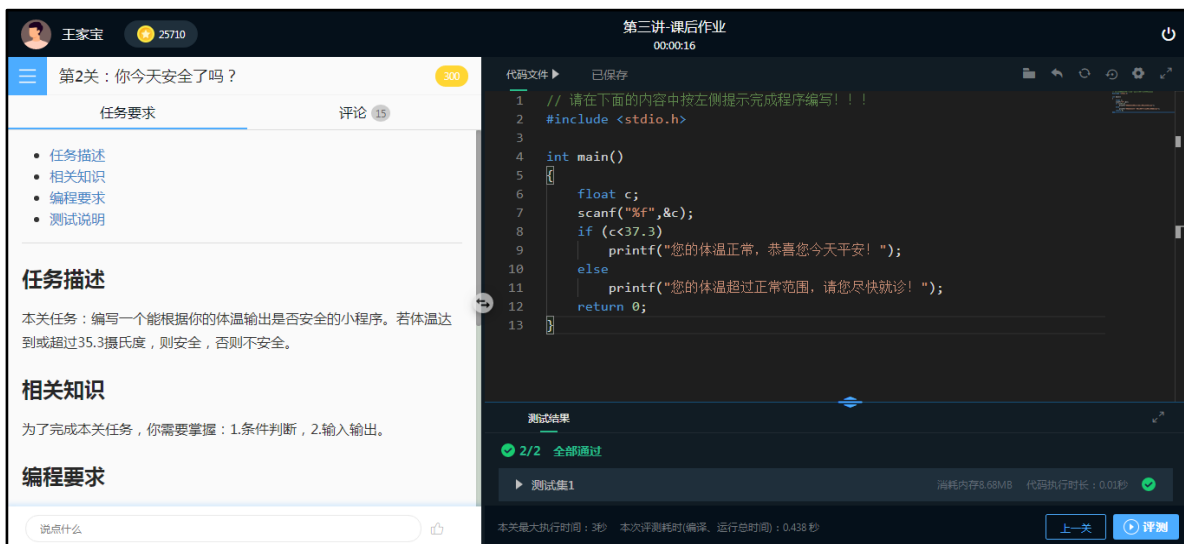 王家宝
25710
第三讲-课后作业
00:00:16
第2关：你今天安全了吗？
300
任务要求
评论 15
任务描述
相关知识
编程要求
测试说明
任务描述
本关任务：编写一个能根据你的体温输出是否安全的小程序。若体温达
到或超过35.3摄氏度，则安全，否则不安全。
相关知识
为了完成本关任务，你需要掌握：1.条件判断，2.输入输出。
编程要求
说点什么
代码文件
已保存
1 // 请在下面的内容中按左侧提示完成程序编写！！！
2 #include <stdio.h>
3
4 int main()
5 {
6 float c;
7 scanf("%f",&c);
8 if (c<37.3)
9 printf("您的体温正常，恭喜您今天平安！");
10 else
11 printf("您的体温超过正常范围，请您尽快就诊！");
12 return 0;
13 }
测试结果
2/2 全部通过
测试集1
消耗内存8.68MB 代码执行时长：0.01秒
本关最大执行时间：3秒 本次评测耗时(编译、运行总时间)：0.438 秒
上一关
评测